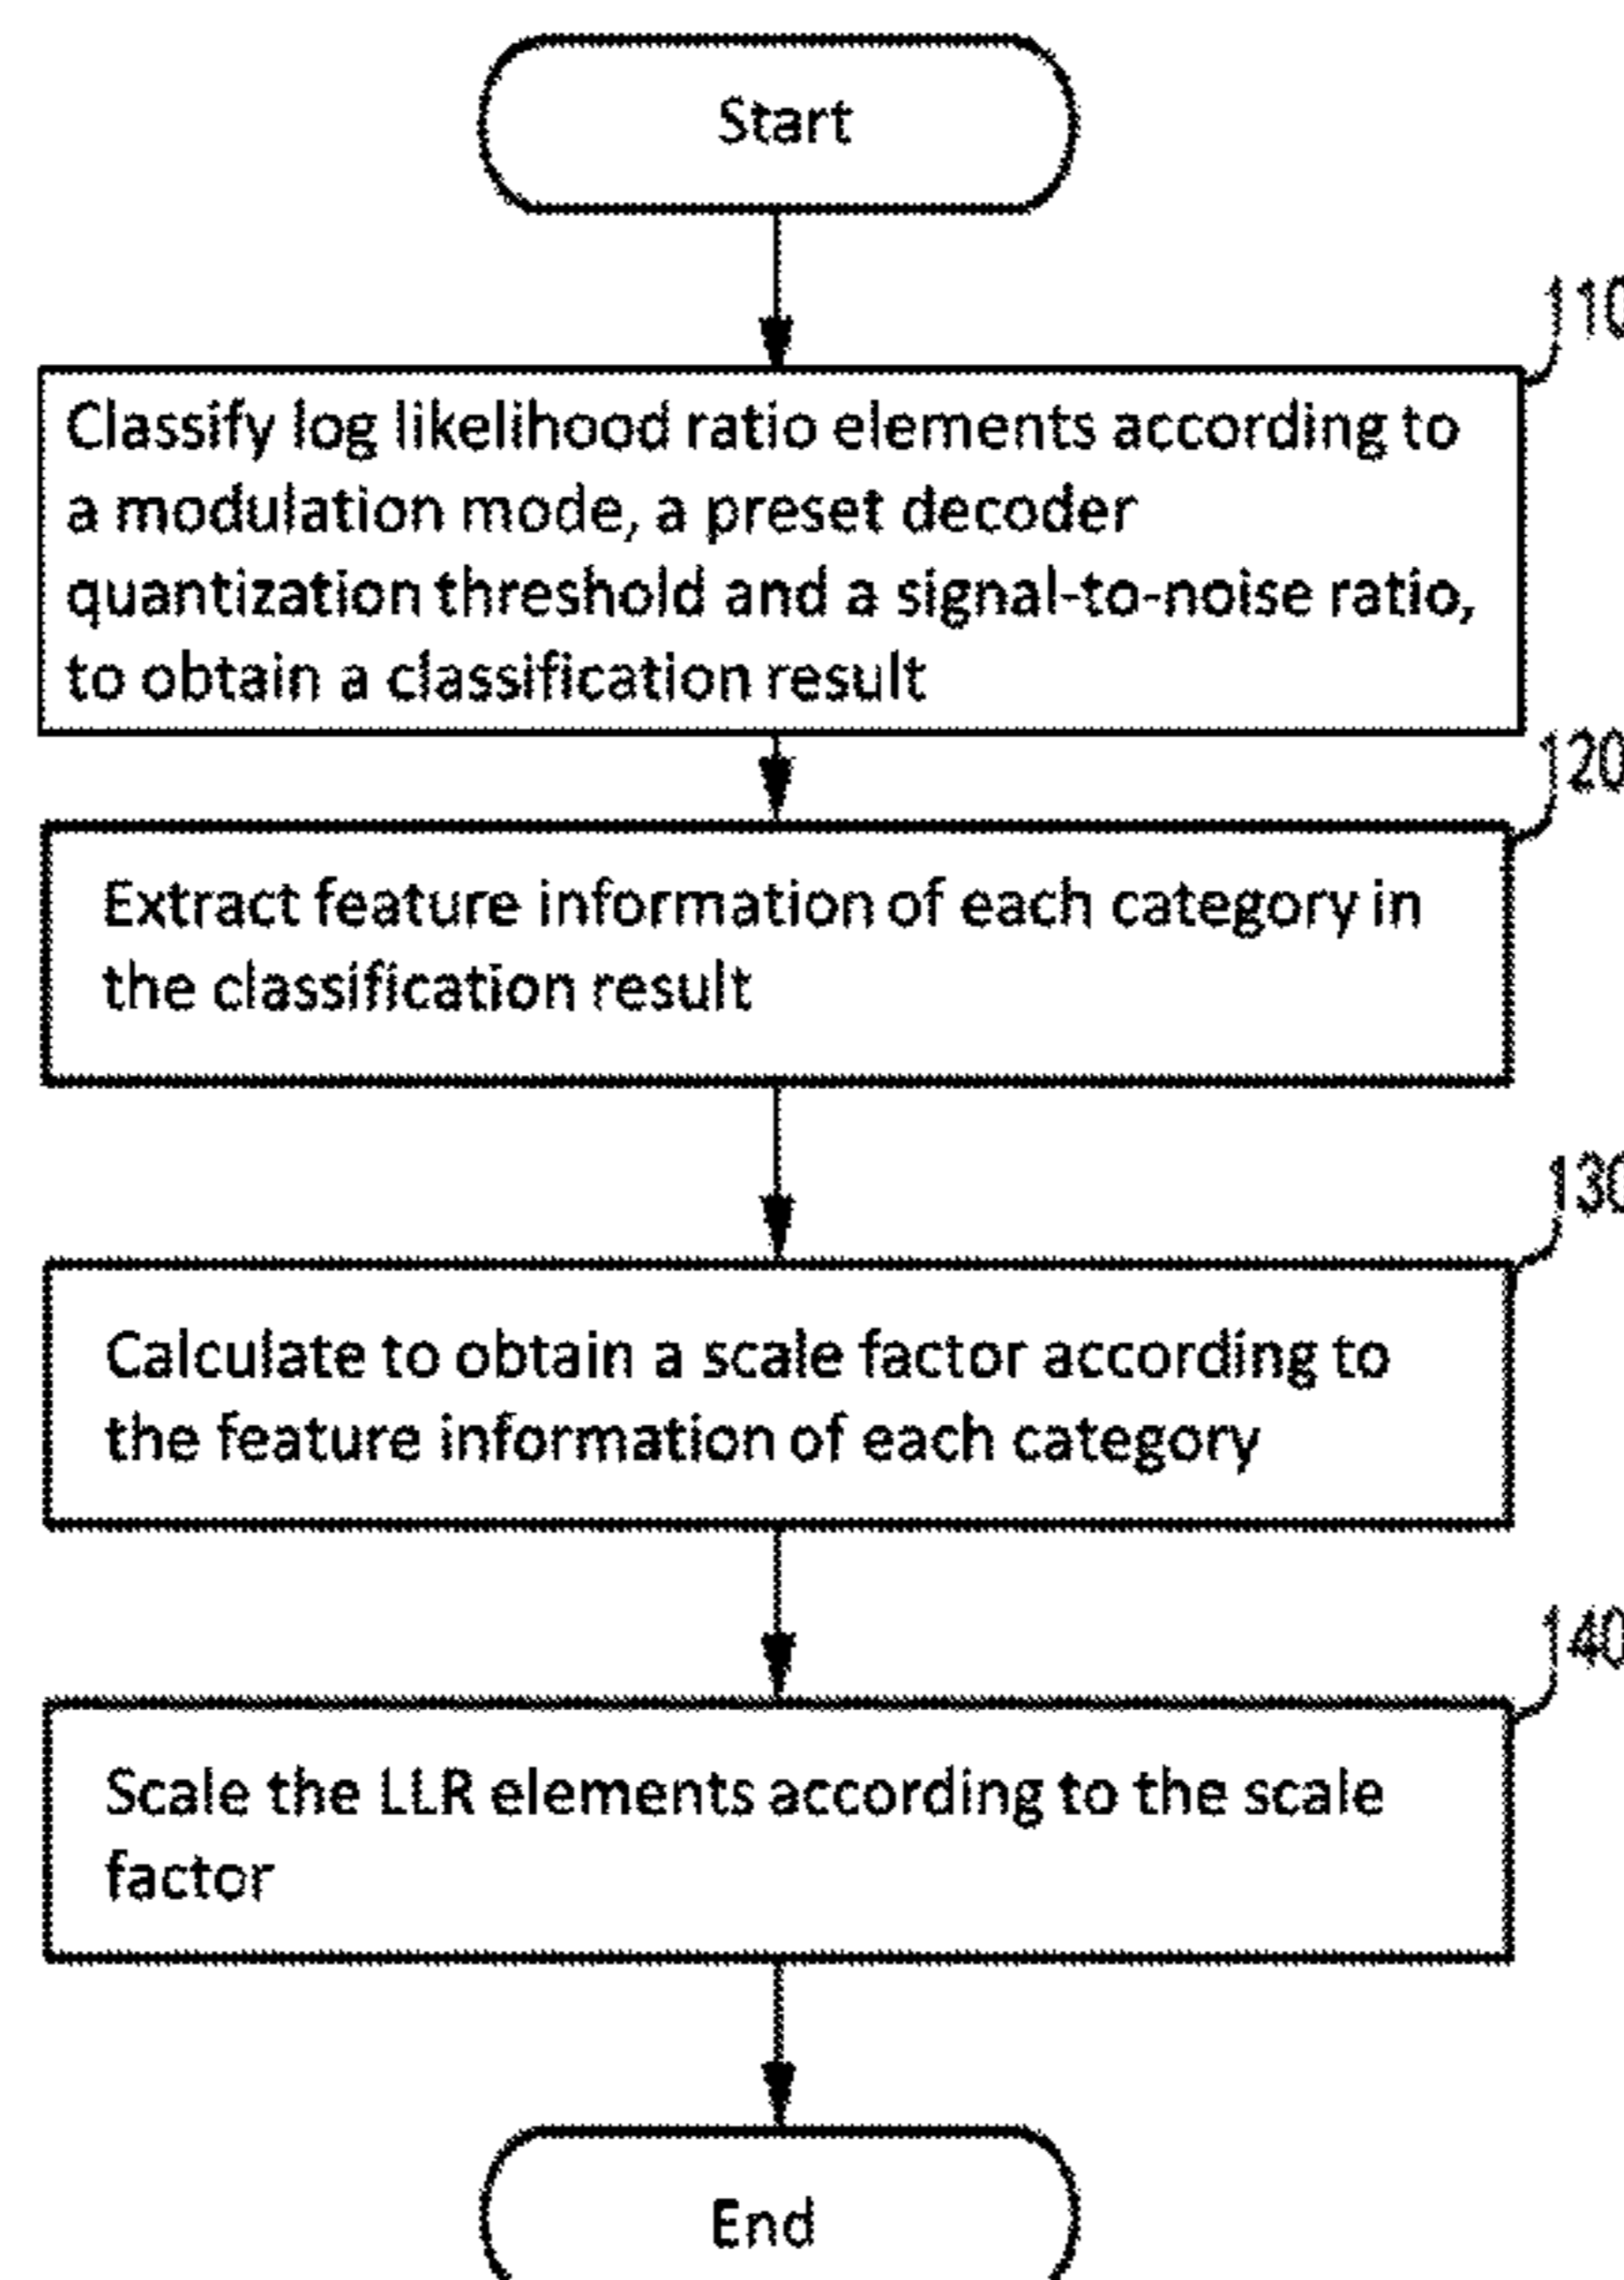 Start
110
Classify log likelihood ratio elements according to
a modulation mode, a preset decoder
quantization threshold and a signal-to-noise ratio,
to obtain a classification result
120
Extract feature information of each category in
the classification result
130
Calculate to obtain a scale factor according to
the feature information of each category
140
Scale the LLR elements according to the scale
factor
End